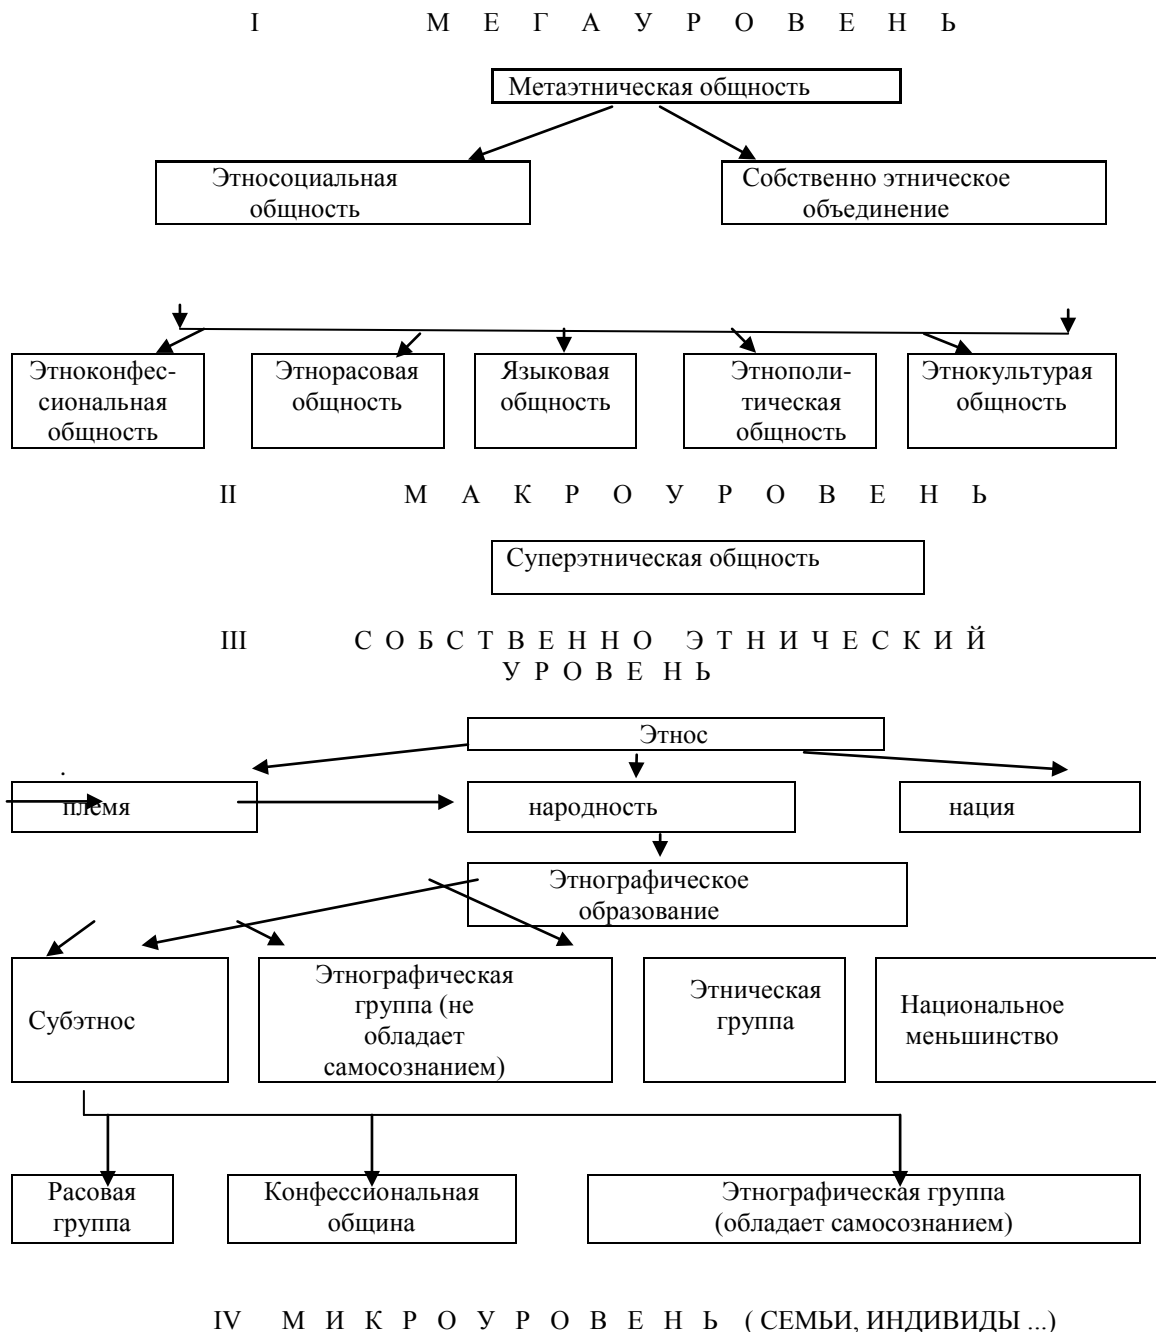 I М Е Г А У Р О В Е Н Ь
Метаэтническая общность
Этносоциальная
общность
Собственно этническое
объединение
Этноконфес-
сиональная
общность
Этнорасовая
общность
Языковая
общность
Этнополи-
тическая
общность
Этнокультурая
общность
II М А К Р О У Р О В Е Н Ь
Суперэтническая общность
III С О Б С Т В Е Н Н О Э Т Н И Ч Е С К И Й
У Р О В Е Н Ь
Этнос
.
племя
народность
нация
Этнографическое
образование
Субэтнос
Этнографическая
группа (не
обладает
самосознанием)
Этническая
группа
Национальное
меньшинство
Расовая
группа
Конфессиональная
община
Этнографическая группа
(обладает самосознанием)
IV М И К Р О У Р О В Е Н Ь ( СЕМЬИ, ИНДИВИДЫ ...)